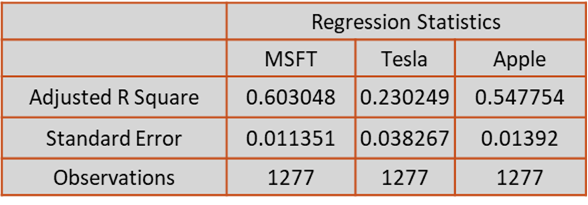 Regression Statistics
MSFT Tesla Apple
Adjusted R Square 0.603048 0.230249 0.547754
Standard Error 0.011351 0.038267 0.01392
Observations 1277 1277 1277